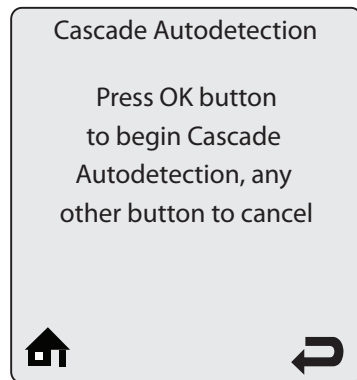 Cascade Autodetection
Press OK button
to begin Cascade
Autodetection, any
other button to cancel